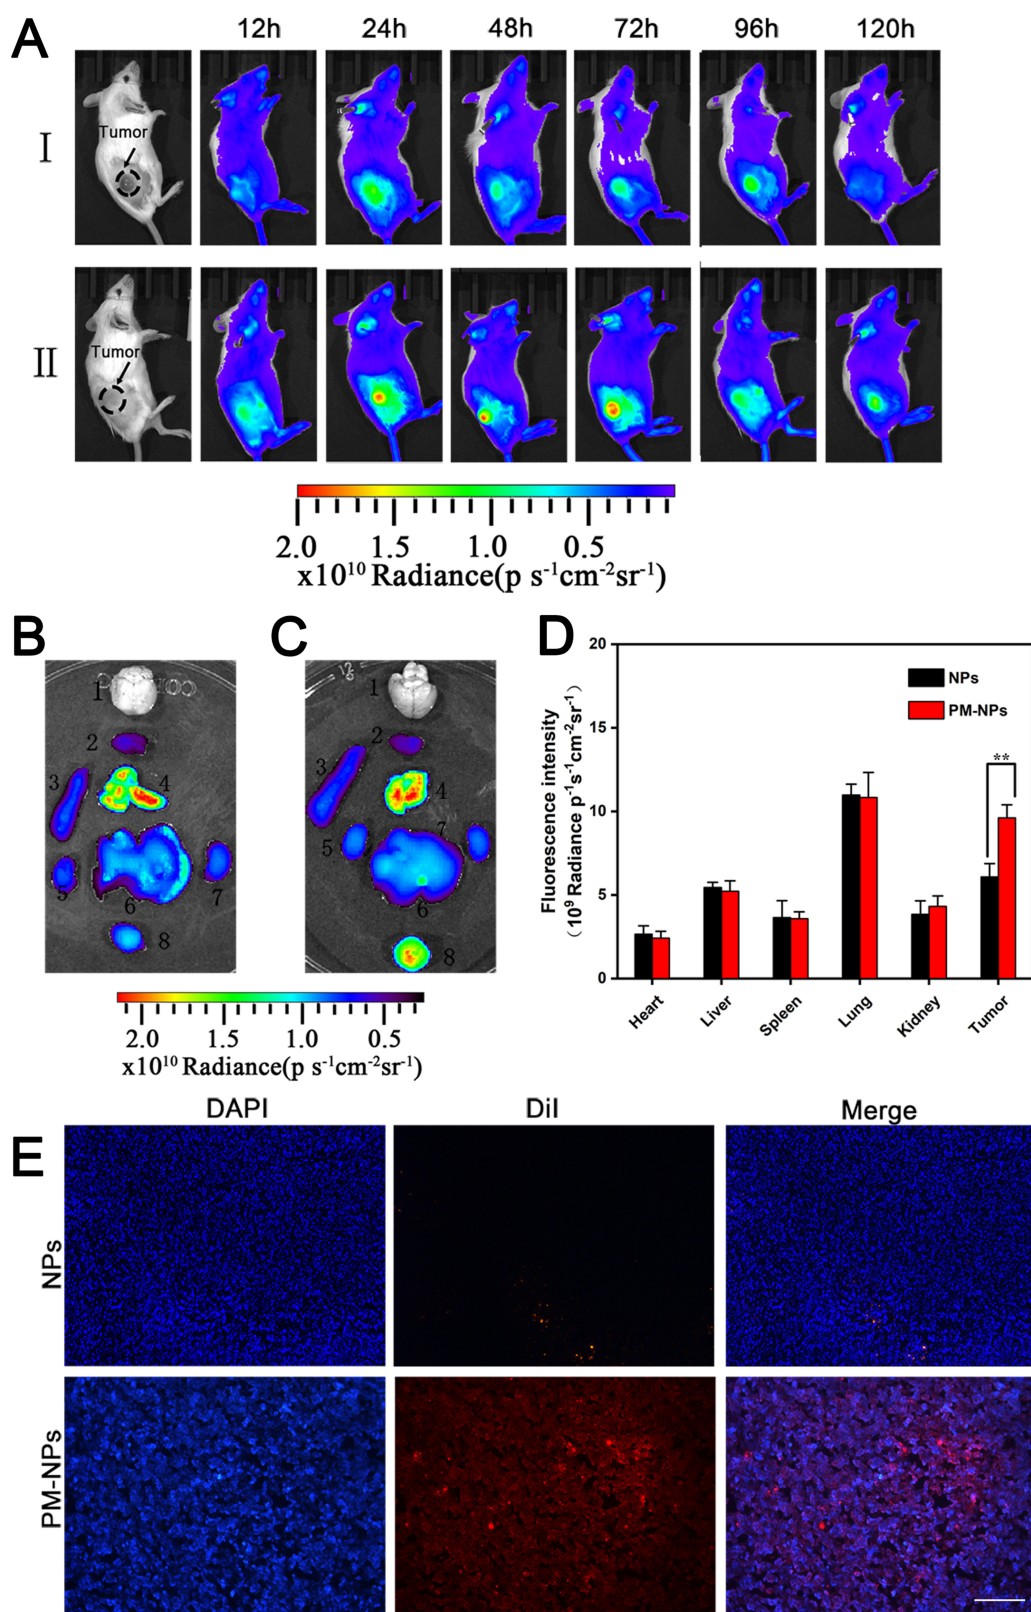 A
12h 24h 48h 72h 96h 120h
I
Tumor
II
Tumor
2.0 1.5 1.0 0.5
x10¹⁰ Radiance(p s⁻¹cm⁻²sr⁻¹)
B
1
2
3
4
5
6
7
8
2.0 1.5 1.0 0.5
x10¹⁰ Radiance(p s⁻¹cm⁻²sr⁻¹)
C
1
2
3
4
5
7
6
8
D
Fluorescence intensity
(10⁹ Radiance p⁻¹s⁻¹cm⁻²sr⁻¹)
20
15
10
5
0
NPs
PM-NPs
**
Heart Liver Spleen Lung Kidney Tumor
E
DAPI DiI Merge
NPs
PM-NPs